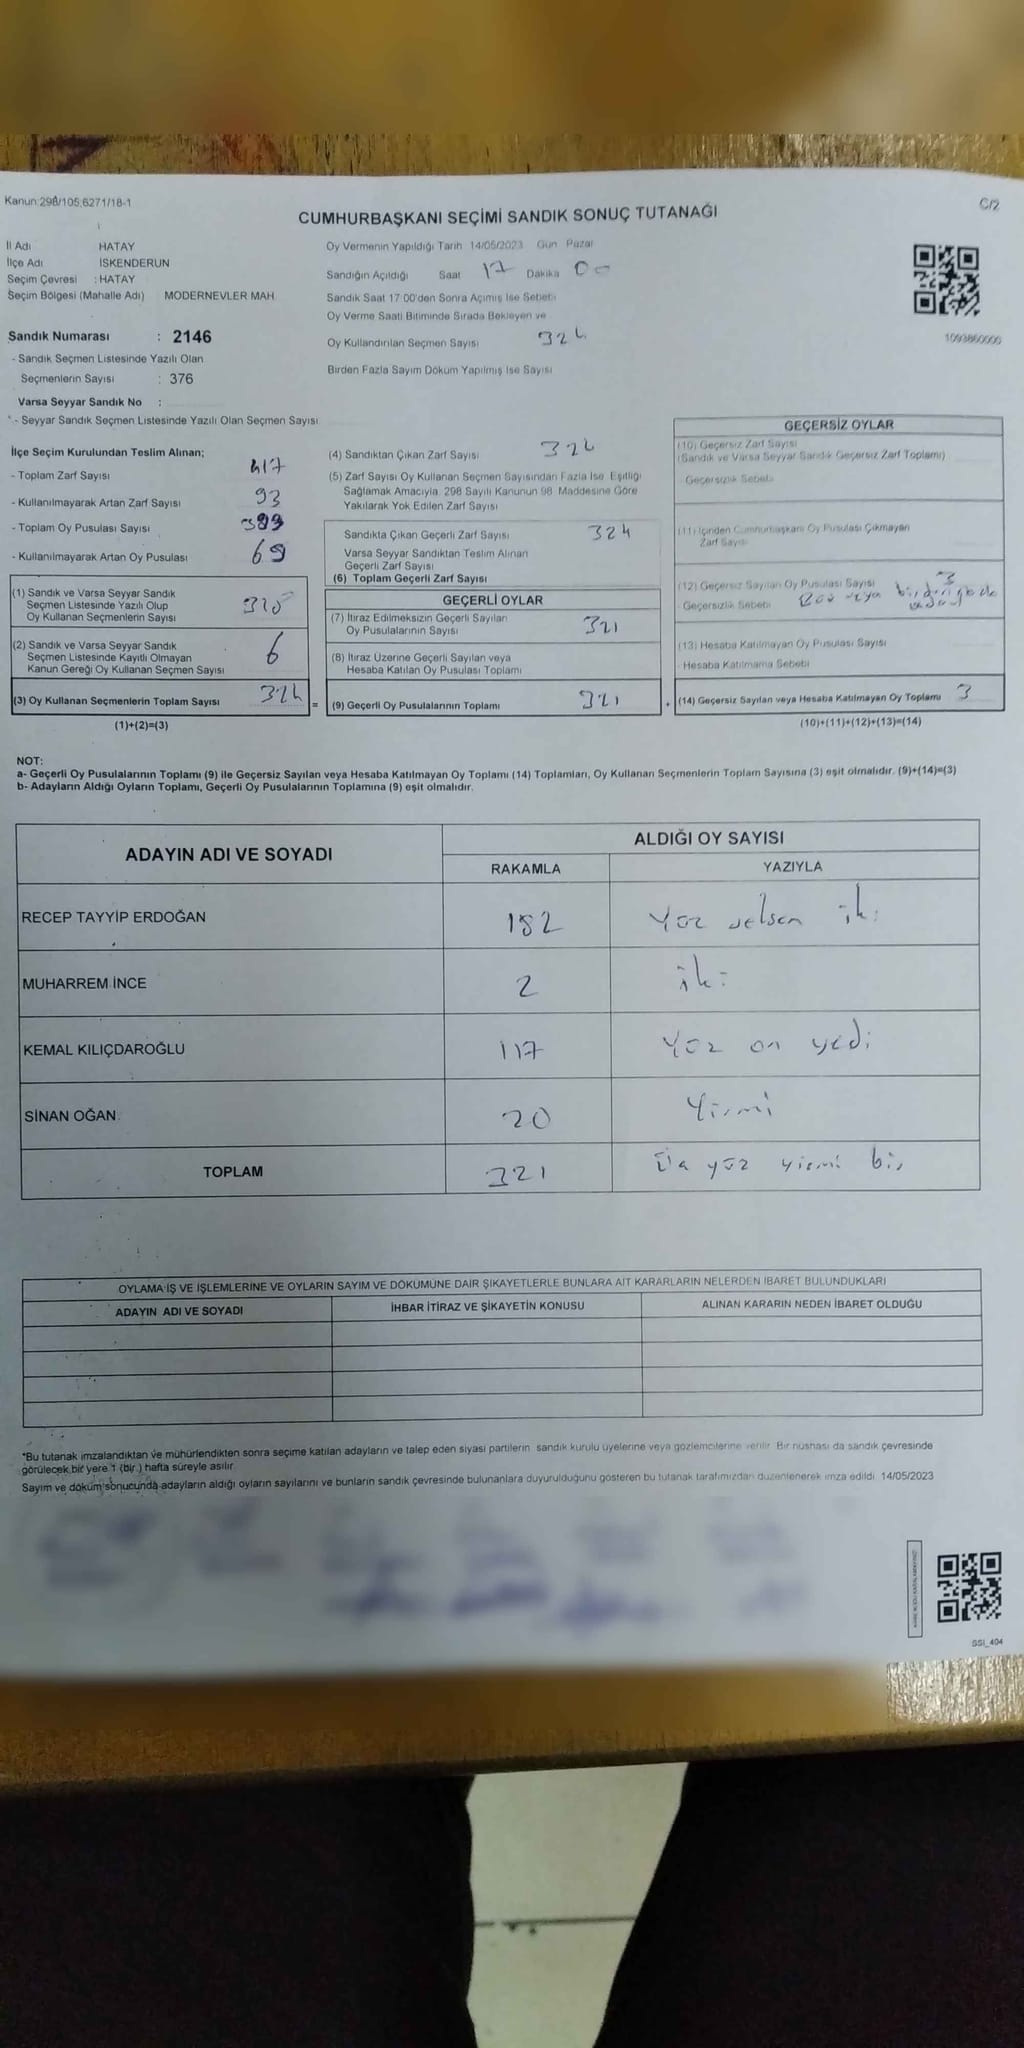 Kanun:298/105;6271/18-1
C/2
CUMHURBAŞKANI SEÇİMİ SANDIK SONUÇ TUTANAĞI
İl Adı HATAY
İlçe Adı İSKENDERUN
Seçim Çevresi : HATAY
Seçim Bölgesi (Mahalle Adı) MODERNEVLER MAH.
Sandık Numarası : 2146
- Sandık Seçmen Listesinde Yazılı Olan
Seçmenlerin Sayısı : 376
Varsa Seyyar Sandık No :
- Seyyar Sandık Seçmen Listesinde Yazılı Olan Seçmen Sayısı
Oy Vermenin Yapıldığı Tarih 14/05/2023 Gün Pazar
Sandığın Açıldığı Saat 17 Dakika 00
Sandık Saat 17:00'den Sonra Açılmış İse Sebebi
Oy Verme Saati Bitiminde Sırada Bekleyen ve
Oy Kullandırılan Seçmen Sayısı 324
Birden Fazla Sayım Döküm Yapılmış İse Sayısı
1093860000
İlçe Seçim Kurulundan Teslim Alınan;
- Toplam Zarf Sayısı 417
- Kullanılmayarak Artan Zarf Sayısı 93
- Toplam Oy Pusulası Sayısı 393
- Kullanılmayarak Artan Oy Pusulası 69
(1) Sandık ve Varsa Seyyar Sandık
Seçmen Listesinde Yazılı Olup
Oy Kullanan Seçmenlerin Sayısı
(2) Sandık ve Varsa Seyyar Sandık
Seçmen Listesinde Kayıtlı Olmayan
Kanun Gereği Oy Kullanan Seçmen Sayısı 6
(3) Oy Kullanan Seçmenlerin Toplam Sayısı 324
(1)+(2)=(3)
(4) Sandıktan Çıkan Zarf Sayısı 324
(5) Zarf Sayısı Oy Kullanan Seçmen Sayısından Fazla İse Eşitliği
Sağlamak Amacıyla 298 Sayılı Kanunun 98. Maddesine Göre
Yakılarak Yok Edilen Zarf Sayısı
Sandıkta Çıkan Geçerli Zarf Sayısı 324
Varsa Seyyar Sandıktan Teslim Alınan
Geçerli Zarf Sayısı
(6) Toplam Geçerli Zarf Sayısı
GEÇERLİ OYLAR
(7) İtiraz Edilmeksizin Geçerli Sayılan
Oy Pusulalarının Sayısı 321
(8) İtiraz Üzerine Geçerli Sayılan veya
Hesaba Katılan Oy Pusulası Toplamı
= (9) Geçerli Oy Pusulalarının Toplamı 321
GEÇERSİZ OYLAR
(10) Geçersiz Zarf Sayısı
(Sandık ve Varsa Seyyar Sandık Geçersiz Zarf Toplamı)
- Geçersizlik Sebebi
(11) İçinden Cumhurbaşkanı Oy Pusulası Çıkmayan
Zarf Sayısı
(12) Geçersiz Sayılan Oy Pusulası Sayısı 3
- Geçersizlik Sebebi veya
(13) Hesaba Katılmayan Oy Pusulası Sayısı
- Hesaba Katılmama Sebebi
+ (14) Geçersiz Sayılan veya Hesaba Katılmayan Oy Toplamı 3
(10)+(11)+(12)+(13)=(14)
NOT:
a- Geçerli Oy Pusulalarının Toplamı (9) ile Geçersiz Sayılan veya Hesaba Katılmayan Oy Toplamı (14) Toplamları, Oy Kullanan Seçmenlerin Toplam Sayısına (3) eşit olmalıdır. (9)+(14)=(3)
b- Adayların Aldığı Oyların Toplamı, Geçerli Oy Pusulalarının Toplamına (9) eşit olmalıdır.
ADAYIN ADI VE SOYADI ALDIĞI OY SAYISI
RAKAMLA YAZIYLA
RECEP TAYYİP ERDOĞAN 182 Yüz seksen iki
MUHARREM İNCE 2 iki
KEMAL KILIÇDAROĞLU 117 Yüz on yedi
SİNAN OĞAN 20 Yirmi
TOPLAM 321 Üç yüz yirmi bir
OYLAMA İŞ VE İŞLEMLERİNE VE OYLARIN SAYIM VE DÖKÜMÜNE DAİR ŞİKAYETLERLE BUNLARA AİT KARARLARIN NELERDEN İBARET BULUNDUKLARI
ADAYIN ADI VE SOYADI İHBAR İTİRAZ VE ŞİKAYETİN KONUSU ALINAN KARARIN NEDEN İBARET OLDUĞU
*Bu tutanak imzalandıktan ve mühürlendikten sonra seçime katılan adayların ve talep eden siyasi partilerin sandık kurulu üyelerine veya gözlemcilerine verilir. Bir nüshası da sandık çevresinde
görülecek bir yere 1 (bir) hafta süreyle asılır.
Sayım ve döküm sonucunda adayların aldığı oyların sayılarını ve bunların sandık çevresinde bulunanlara duyurulduğunu gösteren bu tutanak tarafımızdan düzenlenerek imza edildi. 14/05/2023
SSI_404